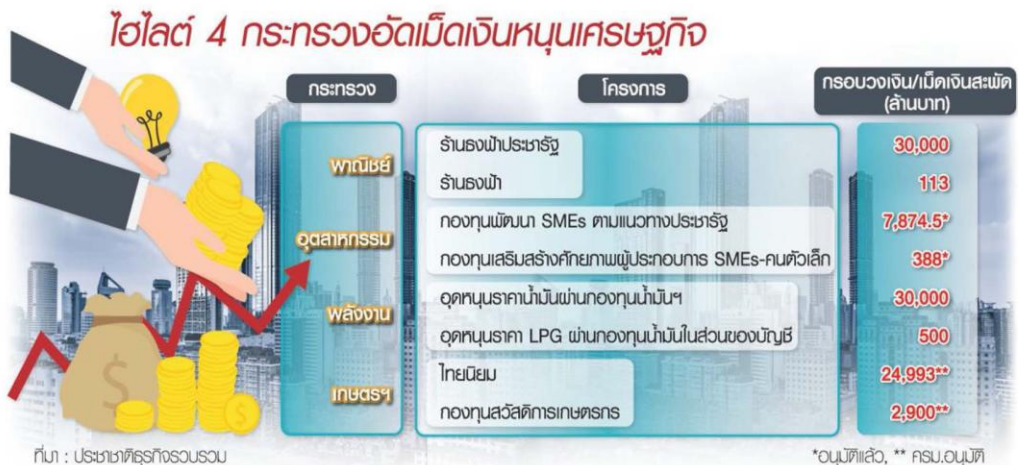 ไฮไลต์ 4 กระทรวงอัดเม็ดเงินหนุนเศรษฐกิจ
กระทรวง โครงการ กรอบวงเงิน/เม็ดเงินสะพัด
(ล้านบาท)
พาณิชย์ ร้านธงฟ้าประชารัฐ 30,000
ร้านธงฟ้า 113
อุตสาหกรรม กองทุนพัฒนา SMEs ตามแนวทางประชารัฐ 7,874.5*
กองทุนเสริมสร้างศักยภาพผู้ประกอบการ SMEs-คนตัวเล็ก 388*
พลังงาน อุดหนุนราคาน้ำมันผ่านกองทุนน้ำมันฯ 30,000
อุดหนุนราคา LPG ผ่านกองทุนน้ำมันในส่วนของบัญชี 500
เกษตรฯ ไทยนิยม 24,993**
กองทุนสวัสดิการเกษตรกร 2,900**
ที่มา : ประชาชาติธุรกิจรวบรวม *อนุมัติแล้ว, ** ครม.อนุมัติ